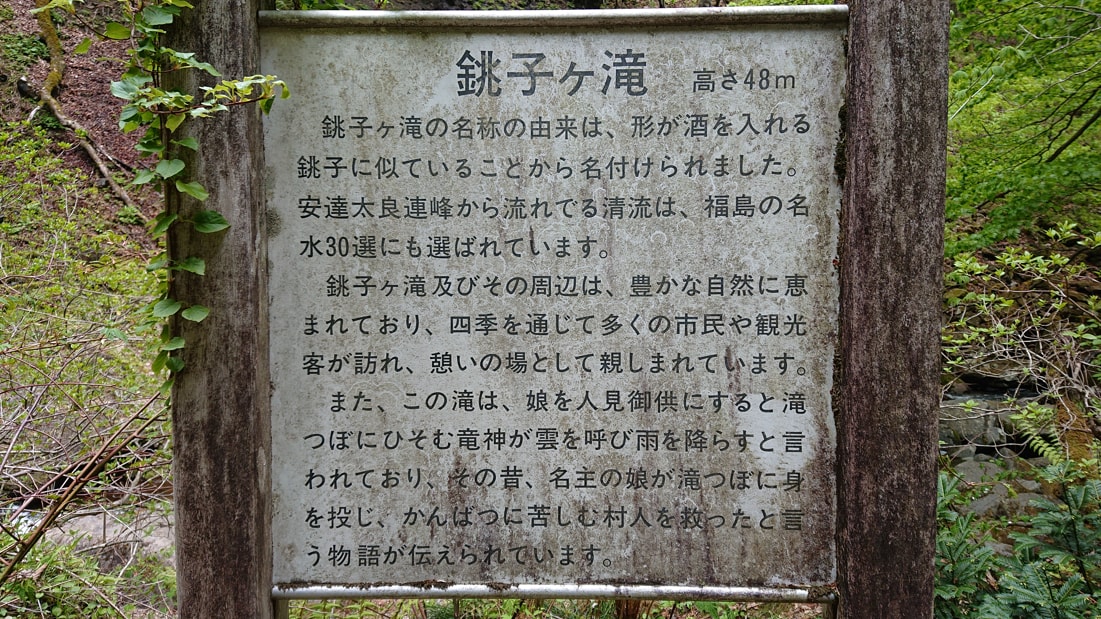 銚子ヶ滝 高さ48m
銚子ヶ滝の名称の由来は、形が酒を入れる
銚子に似ていることから名付けられました。
安達太良連峰から流れてる清流は、福島の名
水30選にも選ばれています。
銚子ヶ滝及びその周辺は、豊かな自然に恵
まれており、四季を通じて多くの市民や観光
客が訪れ、憩いの場として親しまれています。
また、この滝は、娘を人見御供にすると滝
つぼにひそむ竜神が雲を呼び雨を降らすと言
われており、その昔、名主の娘が滝つぼに身
を投じ、かんばつに苦しむ村人を救ったと言
う物語が伝えられています。